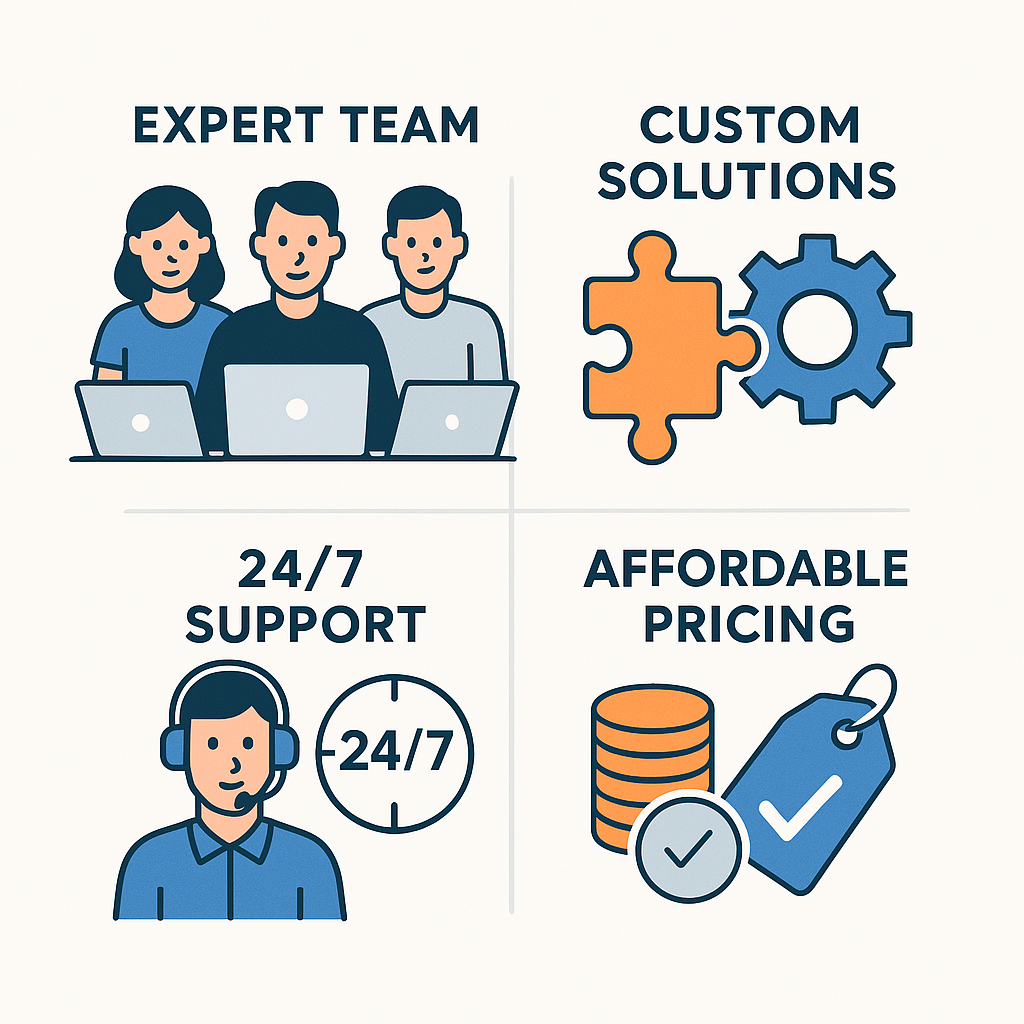 EXPERT TEAM
CUSTOM
SOLUTIONS
24/7
SUPPORT
24/7
AFFORDABLE
PRICING